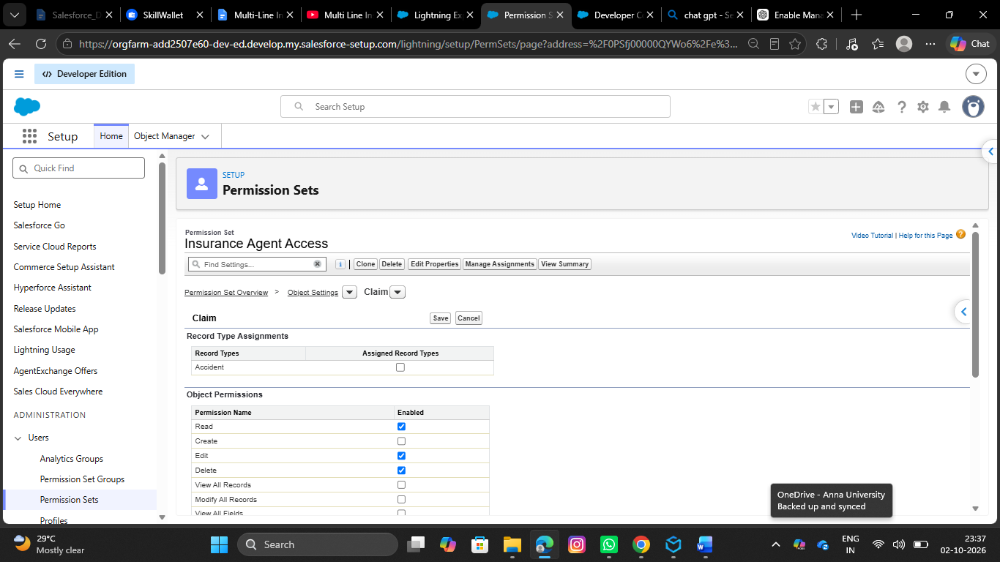 Salesforce_D
SkillWallet
Multi-Line In
Multi Line In
Lightning Ex
Permission S
Developer C
chat gpt - Se
Enable Mana
https://orgfarm-add2507e60-dev-ed.develop.my.salesforce-setup.com/lightning/setup/PermSets/page?address=%2F0PSfj00000QYWo6%2Fe%3...
Chat
Developer Edition
Search Setup
Setup
Home
Object Manager
Quick Find
Setup Home
Salesforce Go
Service Cloud Reports
Commerce Setup Assistant
Hyperforce Assistant
Release Updates
Salesforce Mobile App
Lightning Usage
AgentExchange Offers
Sales Cloud Everywhere
ADMINISTRATION
Users
Analytics Groups
Permission Set Groups
Permission Sets
Profiles
SETUP
Permission Sets
Permission Set
Insurance Agent Access
Video Tutorial | Help for this Page
Find Settings...
Clone
Delete
Edit Properties
Manage Assignments
View Summary
Permission Set Overview > Object Settings Claim
Claim
Save
Cancel
Record Type Assignments
Record Types Assigned Record Types
Accident
Object Permissions
Permission Name Enabled
Read
Create
Edit
Delete
View All Records
Modify All Records
View All Fields
OneDrive - Anna University
Backed up and synced
29°C
Mostly clear
Search
ENG
IN
23:37
02-10-2026